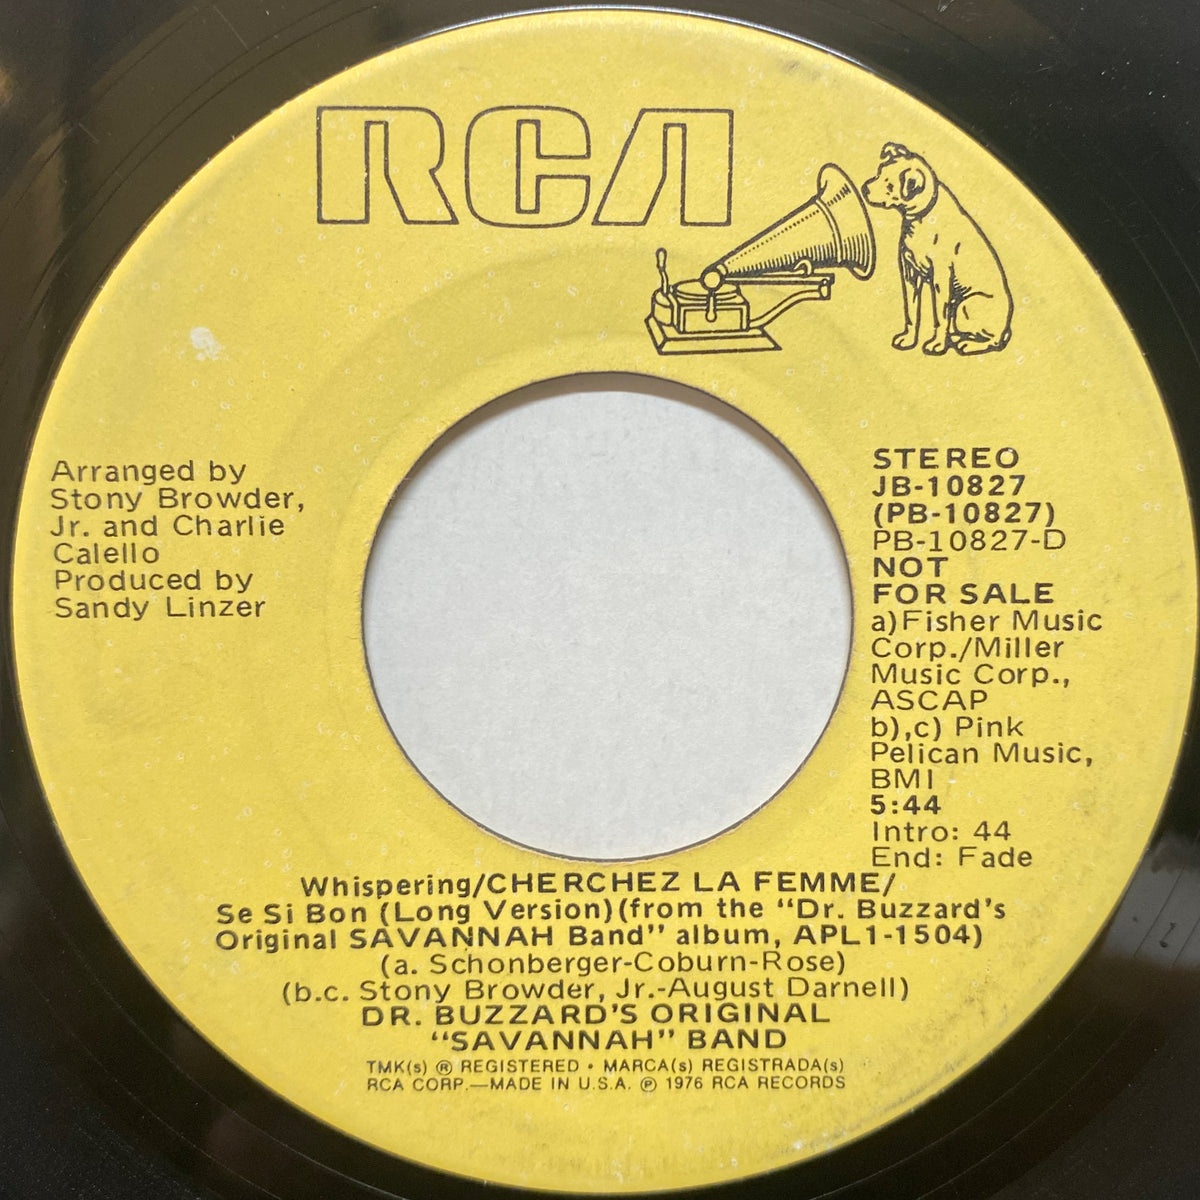 RCA
Arranged by
Stony Browder,
Jr. and Charlie
Calello
Produced by
Sandy Linzer
STEREO
JB-10827
(PB-10827)
PB-10827-D
NOT
FOR SALE
a)Fisher Music
Corp./Miller
Music Corp.,
ASCAP
b),c) Pink
Pelican Music,
BMI
5:44
Intro: 44
End: Fade
Whispering/CHERCHEZ LA FEMME/
Se Si Bon (Long Version)(from the "Dr. Buzzard's
Original SAVANNAH Band" album, APL1-1504)
(a. Schonberger-Coburn-Rose)
(b.c. Stony Browder, Jr.-August Darnell)
DR. BUZZARD'S ORIGINAL
"SAVANNAH" BAND
TMK(s) ® REGISTERED • MARCA(s) REGISTRADA(s)
RCA CORP.—MADE IN U.S.A. ℗ 1976 RCA RECORDS